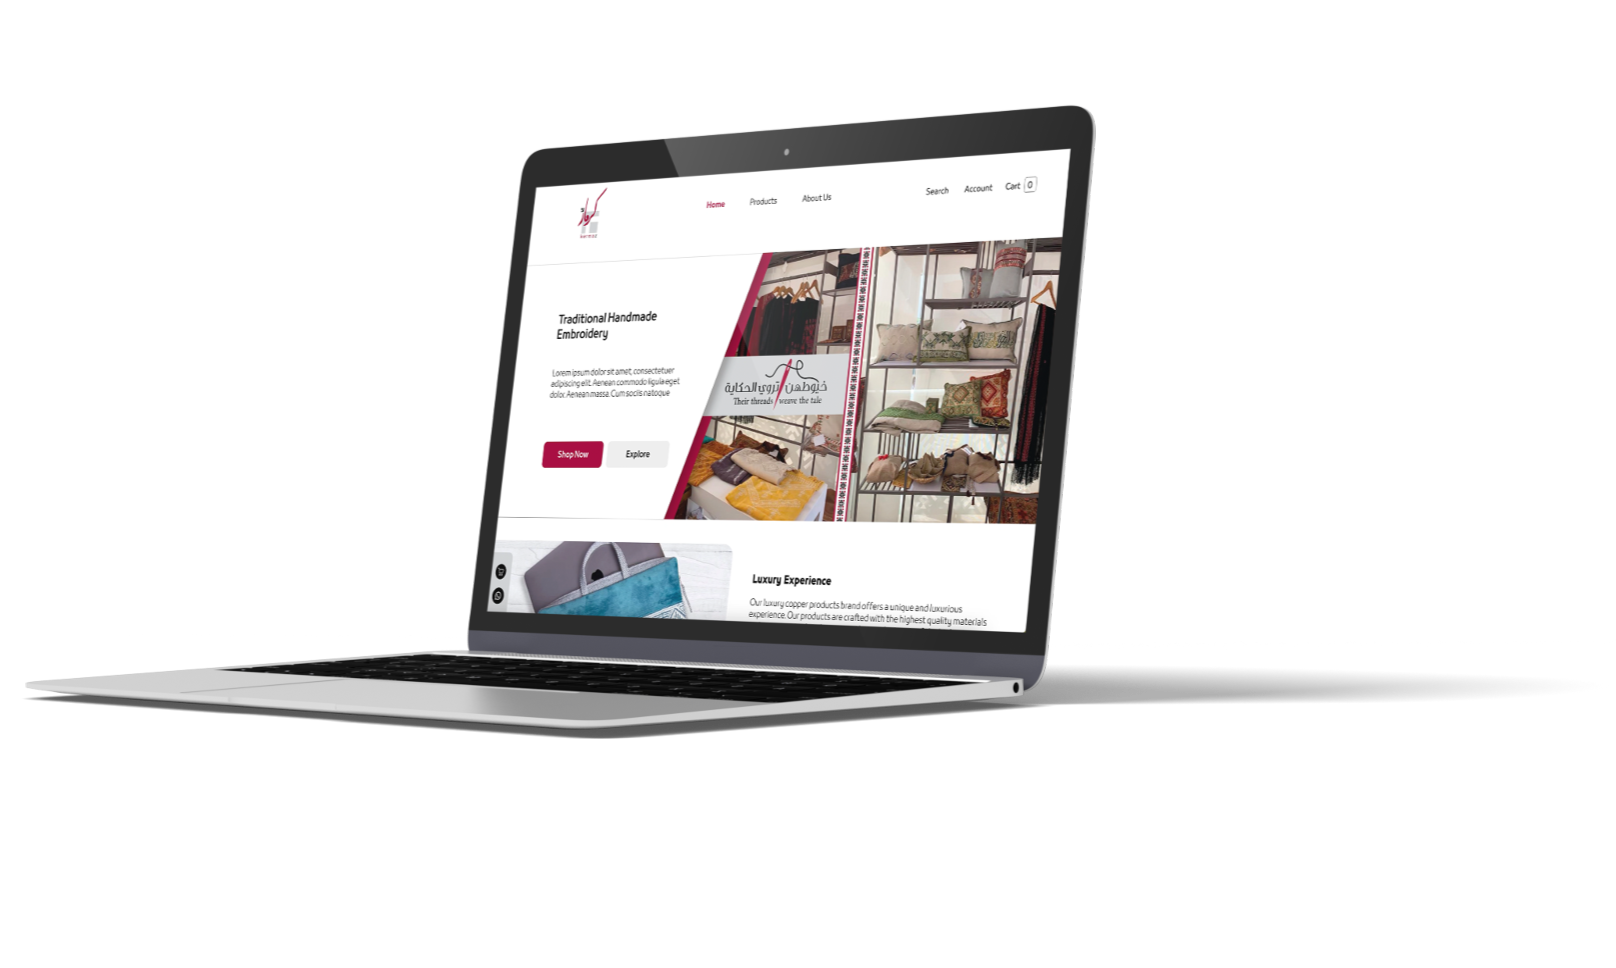 Home
Products
About Us
Search
Account
Cart 0
Traditional Handmade
Embroidery
Lorem ipsum dolor sit amet, consectetuer
adipiscing elit. Aenean commodo ligula eget
dolor. Aenean massa. Cum sociis natoque
Shop Now
Explore
خيوطهن تروي الحكاية
Their threads weave the tale
Luxury Experience
Our luxury copper products brand offers a unique and luxurious
experience. Our products are crafted with the highest quality materials